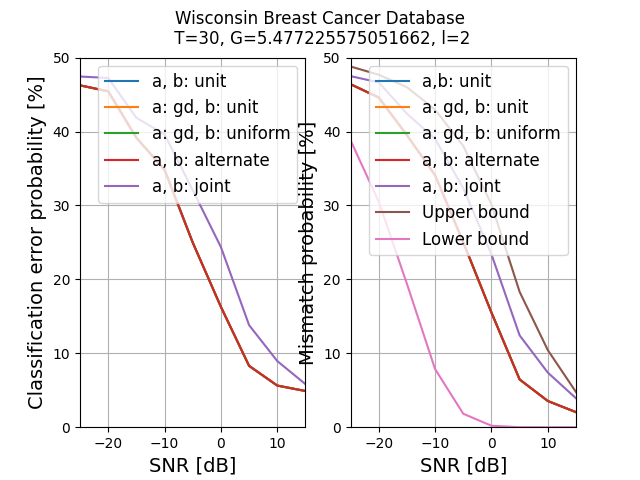 Wisconsin Breast Cancer Database
T=30, G=5.477225575051662, l=2
Classification error probability [%]
50
40
30
20
10
0
a, b: unit
a: gd, b: unit
a: gd, b: uniform
a, b: alternate
a, b: joint
−20
−10
0
10
SNR [dB]
Mismatch probability [%]
50
40
30
20
10
0
a,b: unit
a: gd, b: unit
a: gd, b: uniform
a, b: alternate
a, b: joint
Upper bound
Lower bound
−20
−10
0
10
SNR [dB]